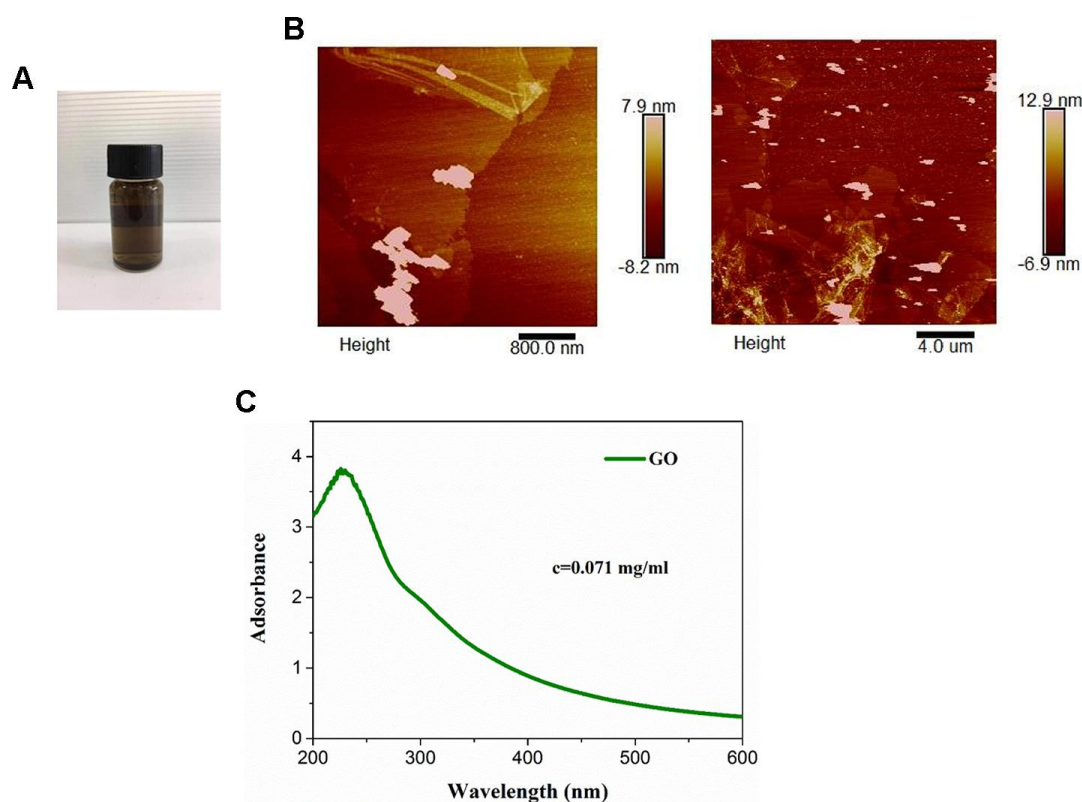 A
B
7.9 nm
-8.2 nm
Height
800.0 nm
12.9 nm
-6.9 nm
Height
4.0 um
C
4
3
2
1
0
Adsorbance
GO
c=0.071 mg/ml
200
300
400
500
600
Wavelength (nm)